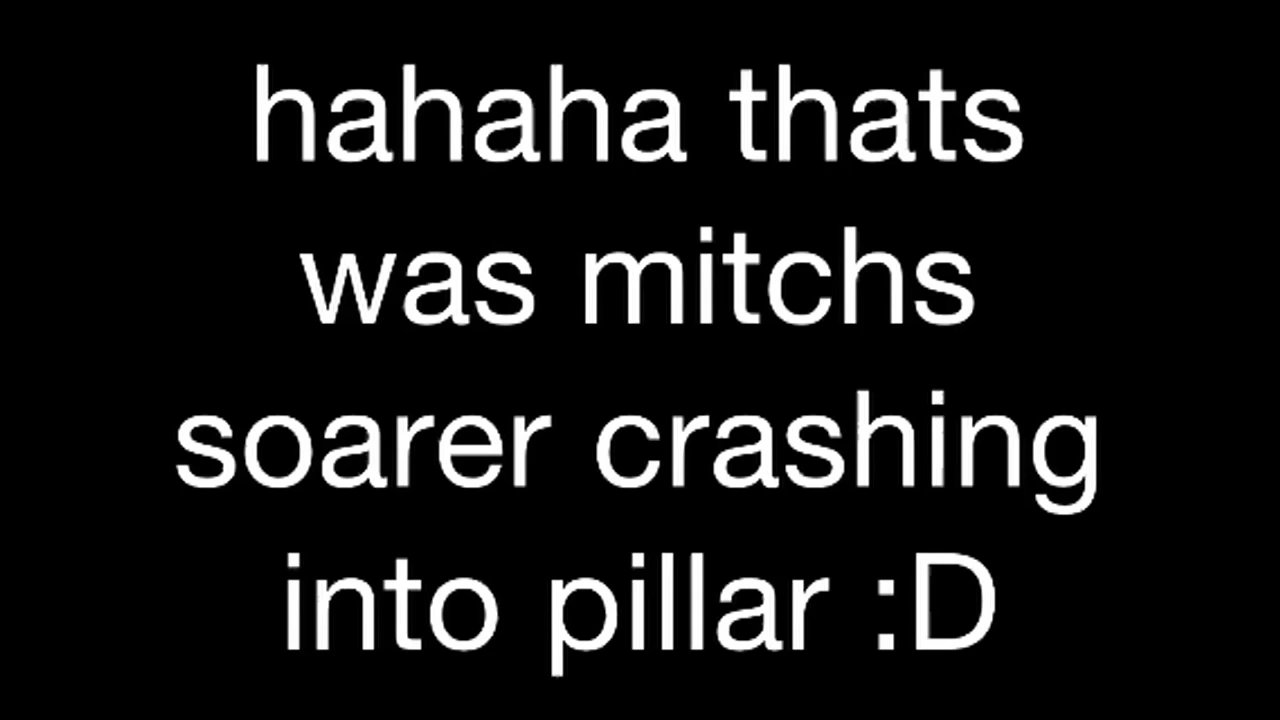 hahaha thats
was mitchs
soarer crashing
into pillar :D